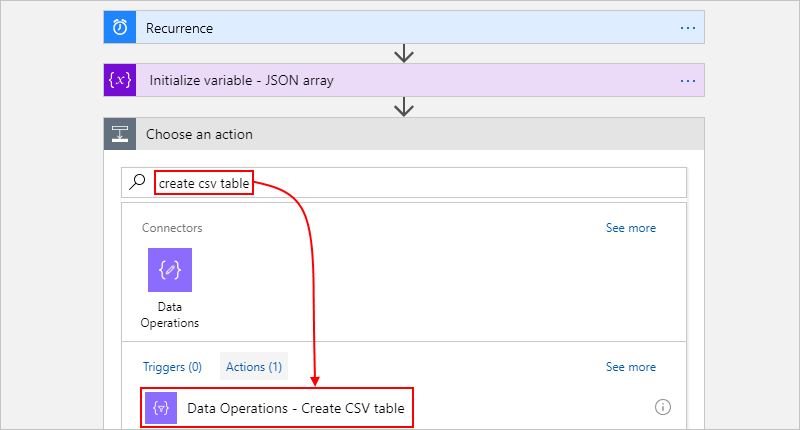 Recurrence
...
{x} Initialize variable - JSON array
...
Choose an action
create csv table
Connectors
See more
Data
Operations
Triggers (0)
Actions (1)
See more
Data Operations - Create CSV table